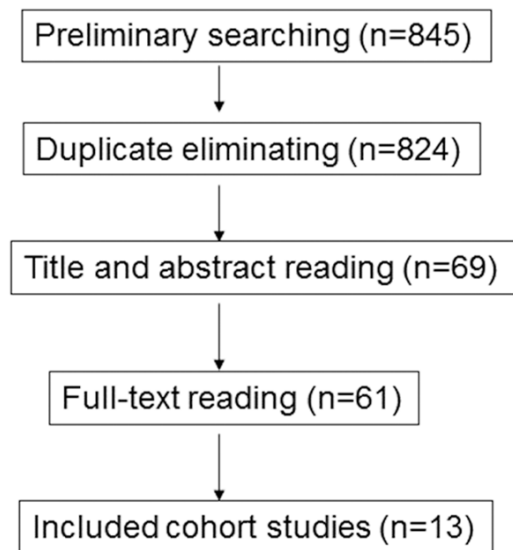 Preliminary searching (n=845)
Duplicate eliminating (n=824)
Title and abstract reading (n=69)
Full-text reading (n=61)
Included cohort studies (n=13)